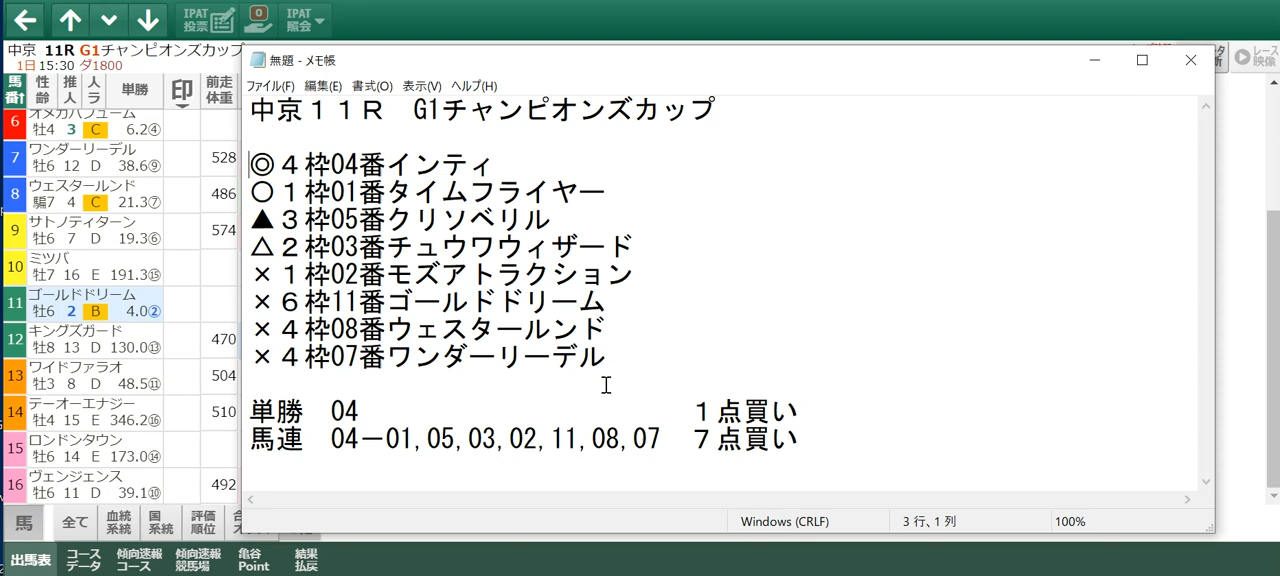 IPAT
投票
0
IPAT
照会
中京 11R G1チャンピオンズカップ
1日 15:30 ダ1800
レース
映像
馬番 性齢 推人 人ラ 単勝 印 前走体重
6 オメガパフューム
牡4 3 C 6.2④
7 ワンダーリーデル 528
牡6 12 D 38.6⑨
8 ウェスタールンド 486
騸7 4 C 21.3⑦
9 サトノティターン 574
牡6 7 D 19.3⑥
10 ミツバ
牡7 16 E 191.3⑮
11 ゴールドドリーム
牡6 2 B 4.0②
12 キングズガード 470
牡8 13 D 130.0⑬
13 ワイドファラオ 504
牡3 8 D 48.5⑪
14 テーオーエナジー 510
牡4 15 E 346.2⑯
15 ロンドンタウン
牡6 14 E 173.0⑭
16 ヴェンジェンス 492
牡6 11 D 39.1⑩
馬 全て 血統系統 国系統 評価順位
出馬表 コースデータ 傾向速報コース 傾向速報競馬場 亀谷Point 結果払戻
無題 - メモ帳
ファイル(F) 編集(E) 書式(O) 表示(V) ヘルプ(H)
中京１１Ｒ　G1チャンピオンズカップ
◎４枠04番インティ
〇１枠01番タイムフライヤー
▲３枠05番クリソベリル
△２枠03番チュウワウィザード
×１枠02番モズアトラクション
×６枠11番ゴールドドリーム
×４枠08番ウェスタールンド
×４枠07番ワンダーリーデル
単勝　04　１点買い
馬連　04－01,05,03,02,11,08,07　７点買い
Windows (CRLF) 3 行、1 列 100%